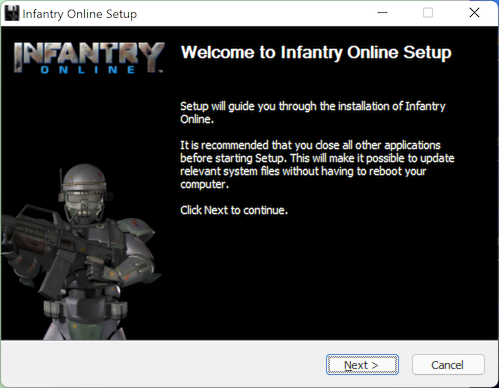 Infantry Online Setup
INFANTRY
ONLINE™
Welcome to Infantry Online Setup
Setup will guide you through the installation of Infantry
Online.
It is recommended that you close all other applications
before starting Setup. This will make it possible to update
relevant system files without having to reboot your
computer.
Click Next to continue.
Next >
Cancel